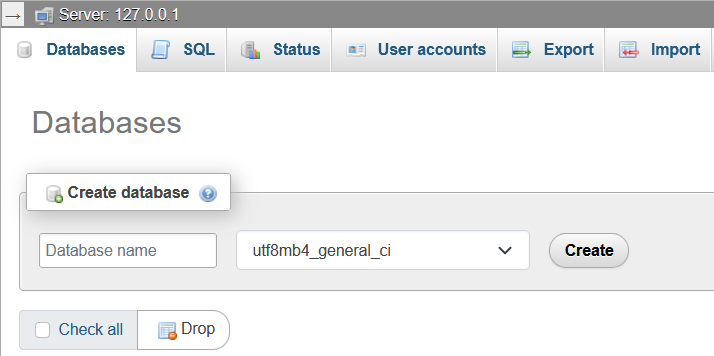 Server: 127.0.0.1
Databases SQL Status User accounts Export Import
Databases
Create database
Database name utf8mb4_general_ci Create
Check all Drop